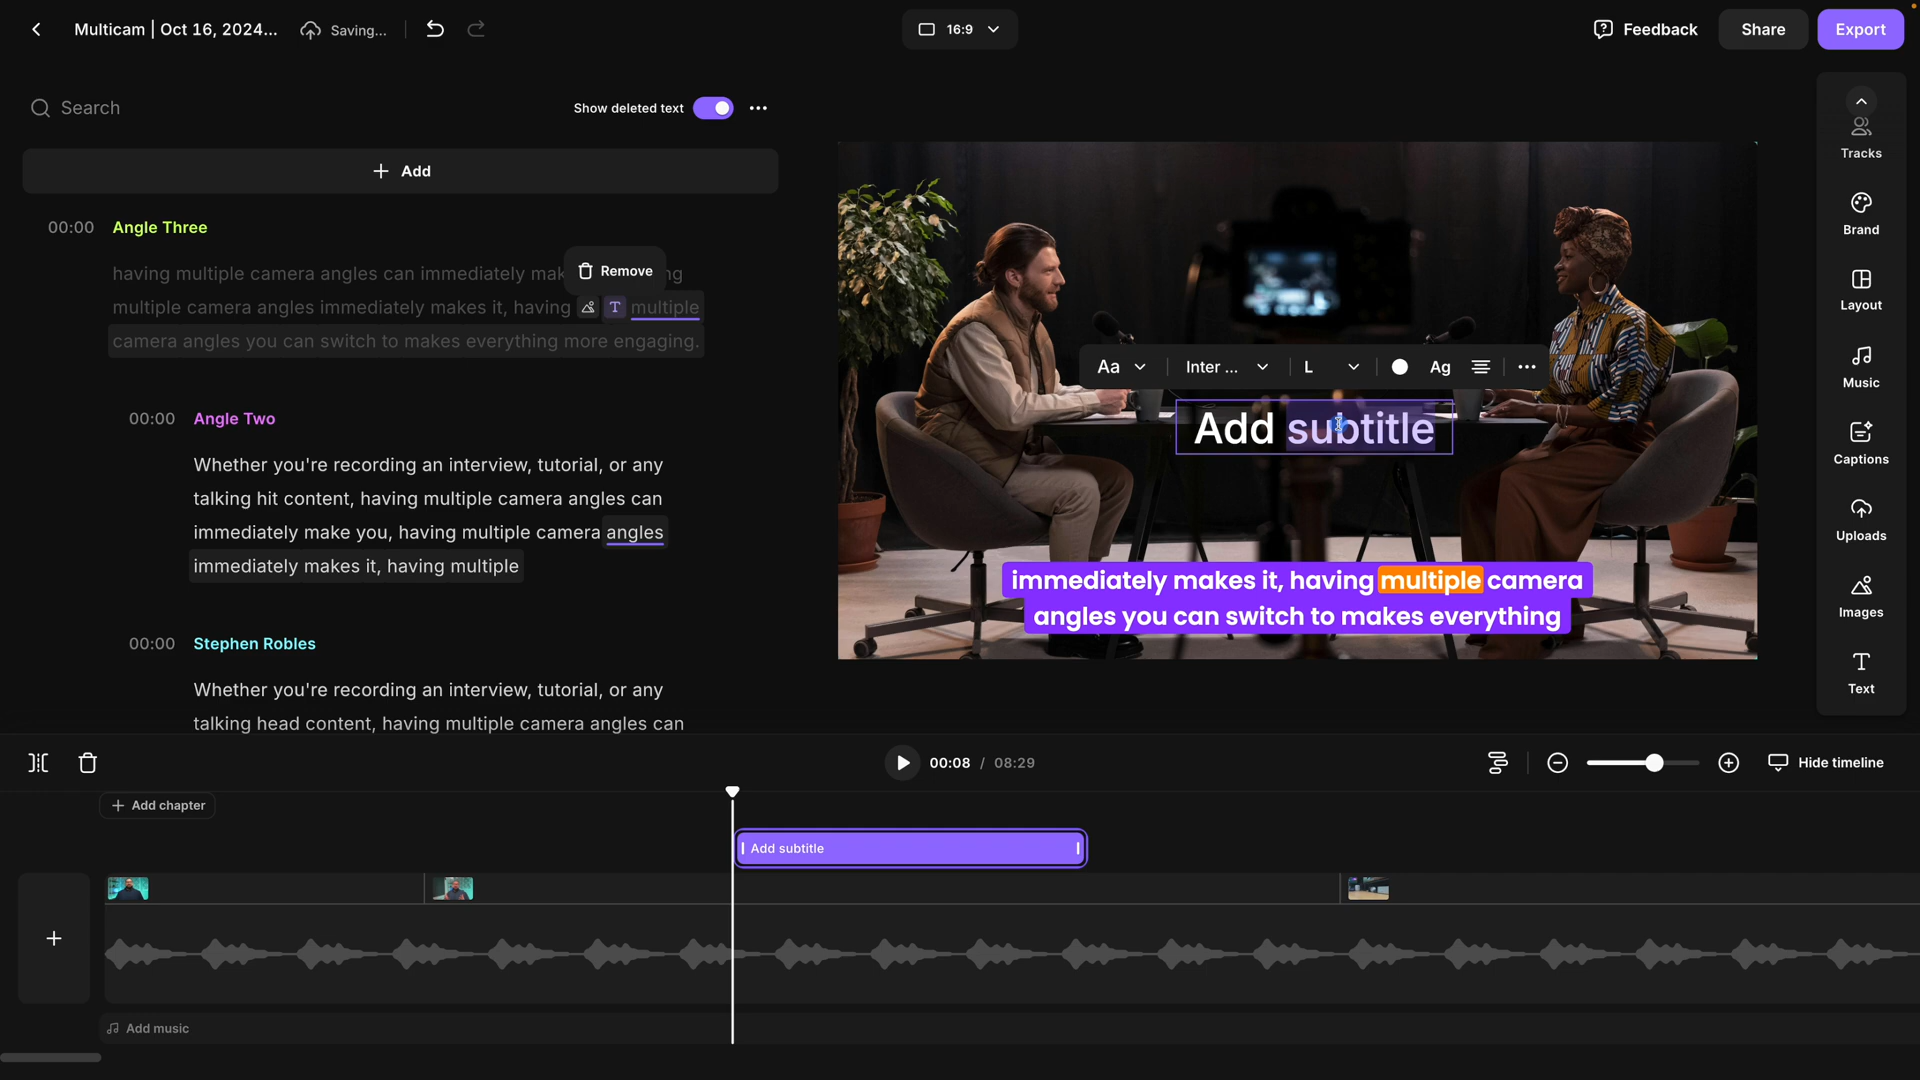 Multicam | Oct 16, 2024...
Saving...
16:9
Feedback
Share
Export
Search
Show deleted text
Add
00:00 Angle Three
having multiple camera angles can immediately mak
ng
Remove
multiple camera angles immediately makes it, having T multiple
camera angles you can switch to makes everything more engaging.
00:00 Angle Two
Whether you're recording an interview, tutorial, or any
talking hit content, having multiple camera angles can
immediately make you, having multiple camera angles
immediately makes it, having multiple
00:00 Stephen Robles
Whether you're recording an interview, tutorial, or any
talking head content, having multiple camera angles can
Aa
Inter ...
L
Ag
Add subtitle
immediately makes it, having multiple camera
angles you can switch to makes everything
Tracks
Brand
Layout
Music
Captions
Uploads
Images
Text
00:08 / 08:29
Hide timeline
Add chapter
Add subtitle
Add music